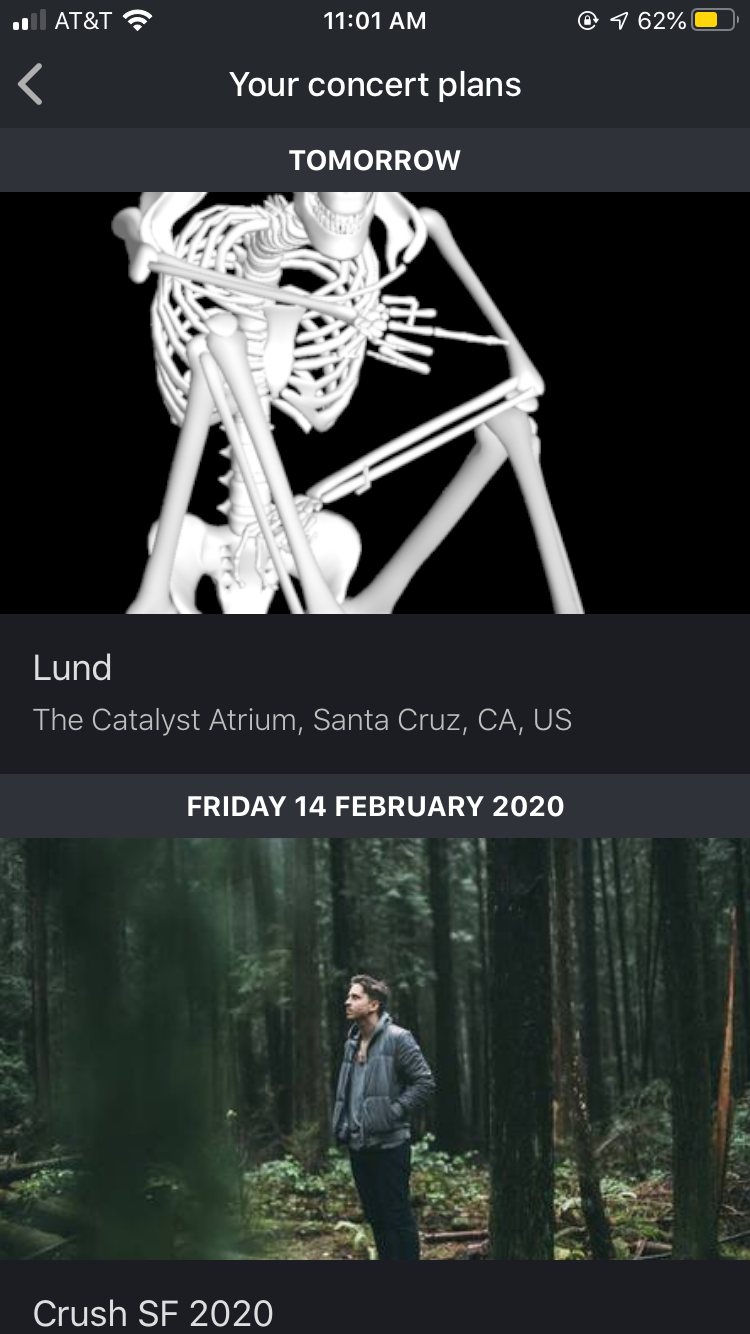 AT&T 11:01 AM 62%
Your concert plans
TOMORROW
Lund
The Catalyst Atrium, Santa Cruz, CA, US
FRIDAY 14 FEBRUARY 2020
Crush SF 2020